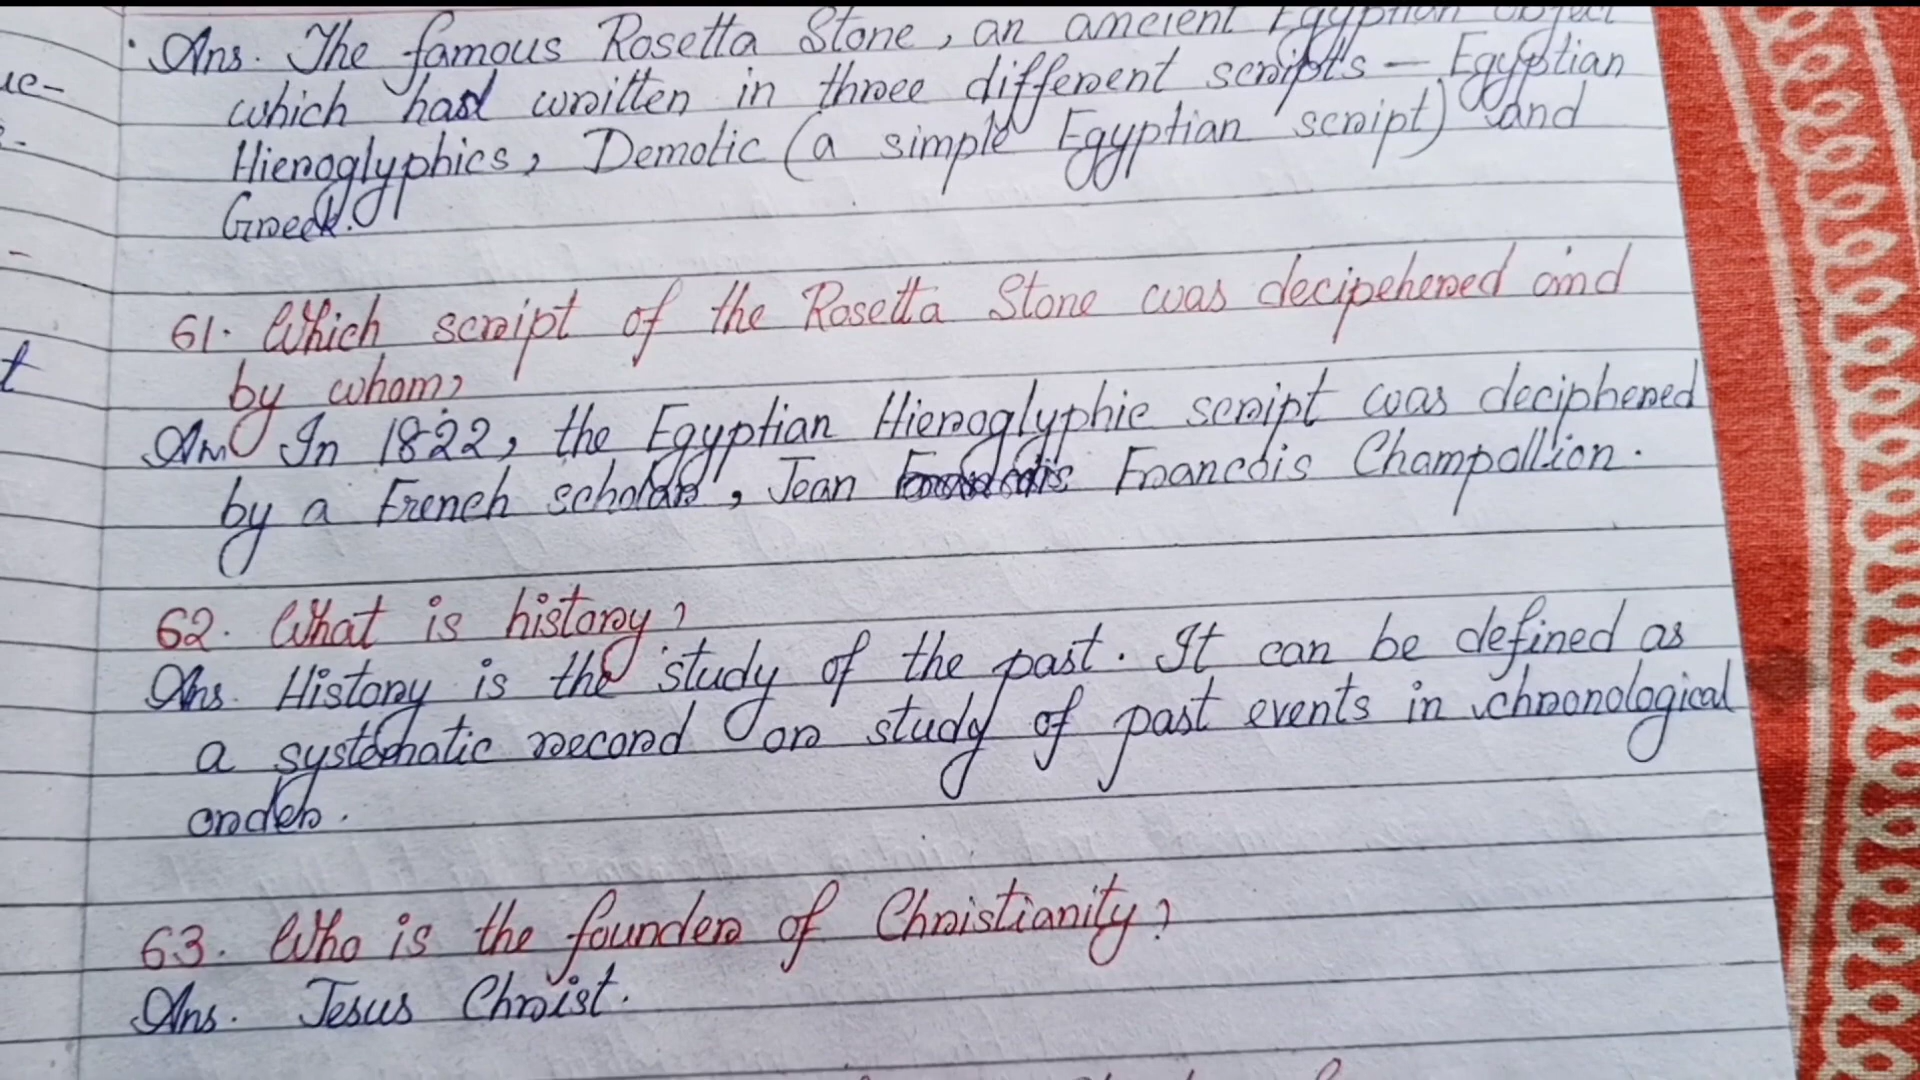 Ans. The famous Rosetta Stone, an ancient Egyptian object
ue-
which had written in three different scripts — Egyptian
Hieroglyphics, Demotic (a simple Egyptian script) and
Greek.
61. Which script of the Rosetta Stone was decipehered and
t
by whom?
Ans In 1822, the Egyptian Hieroglyphic script was deciphered
by a French scholar, Jean Francois Champollion.
62. What is history?
Ans. History is the study of the past. It can be defined as
a systematic record or study of past events in chronological
order.
63. Who is the founder of Christianity?
Ans. Jesus Christ.